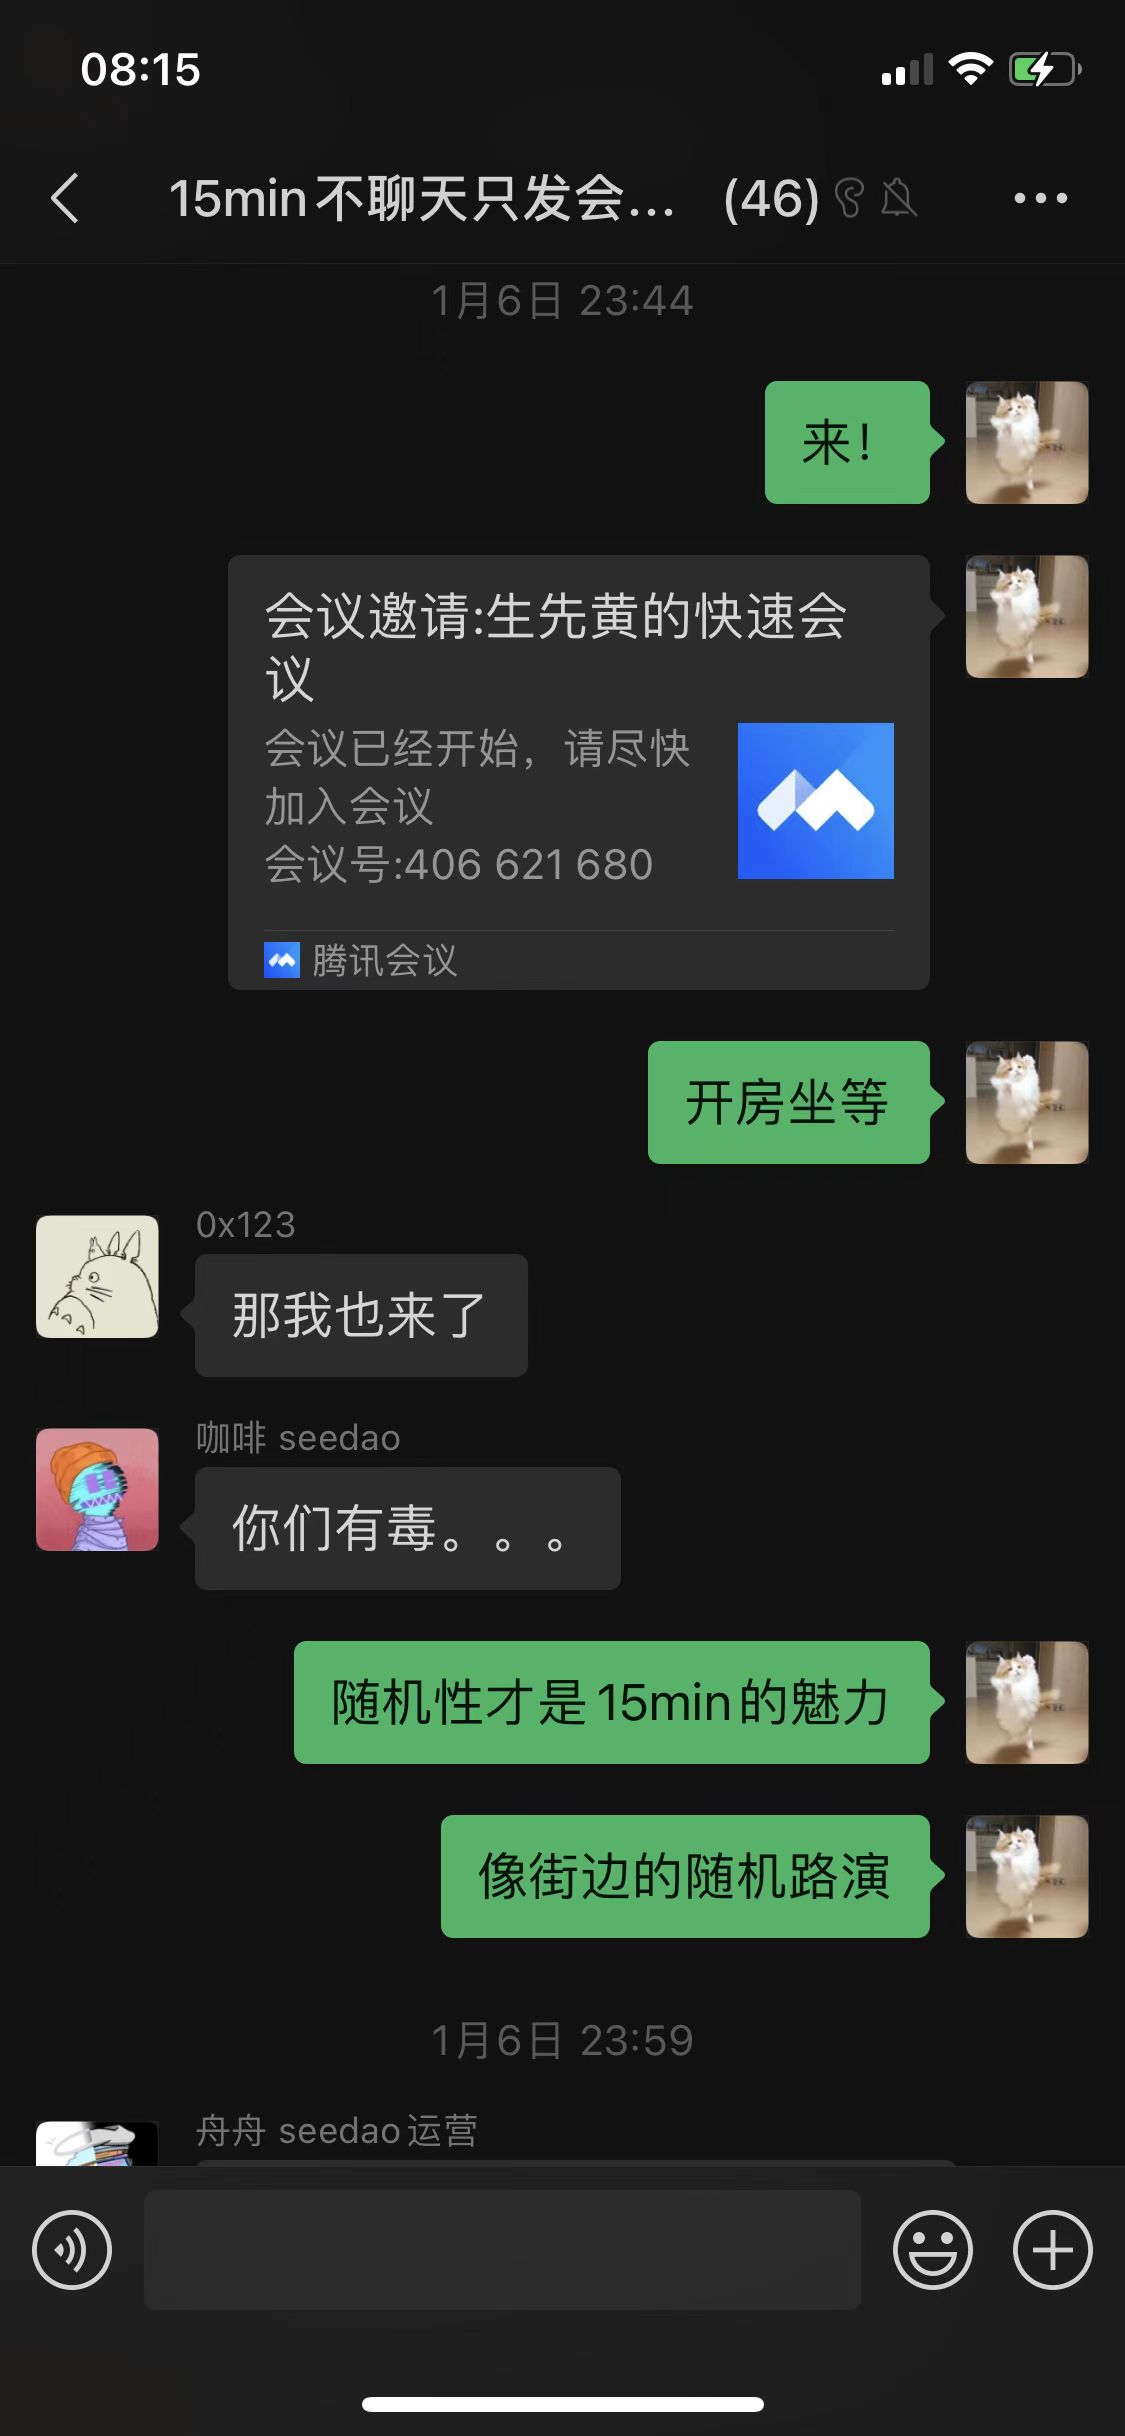 08:15
15min不聊天只发会... (46)
1月6日 23:44
来!
会议邀请:生先黄的快速会
议
会议已经开始，请尽快
加入会议
会议号:406 621 680
腾讯会议
开房坐等
0x123
那我也来了
咖啡 seedao
你们有毒。。。
随机性才是15min的魅力
像街边的随机路演
1月6日 23:59
舟舟 seedao运营